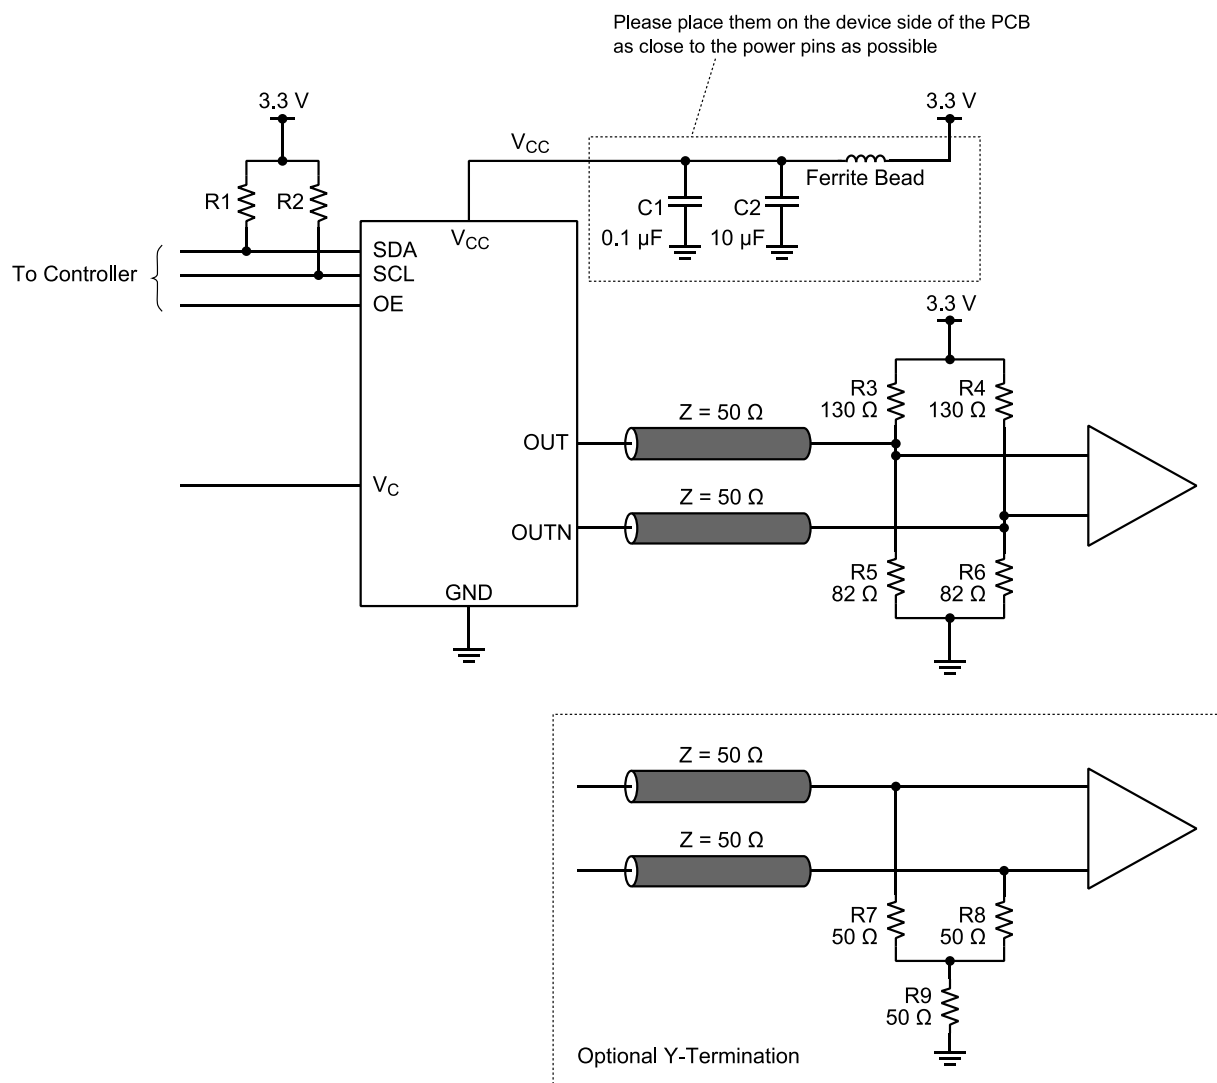 Please place them on the device side of the PCB
as close to the power pins as possible
3.3 V
3.3 V
VCC
R1
R2
Ferrite Bead
C1
0.1 µF
C2
10 µF
To Controller
SDA
SCL
OE
VCC
VC
OUT
OUTN
GND
3.3 V
R3
130 Ω
R4
130 Ω
Z = 50 Ω
Z = 50 Ω
R5
82 Ω
R6
82 Ω
Z = 50 Ω
Z = 50 Ω
R7
50 Ω
R8
50 Ω
R9
50 Ω
Optional Y-Termination